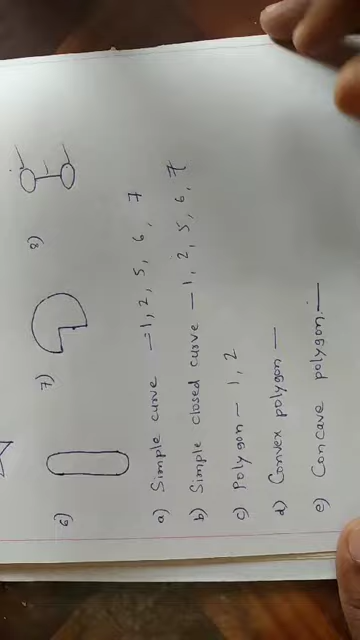 6)
7)
8)
a) Simple curve — 1, 2, 5, 6, 7
b) Simple closed curve — 1, 2, 5, 6, 7
c) Polygon — 1, 2
d) Convex polygon —
e) Concave polygon —